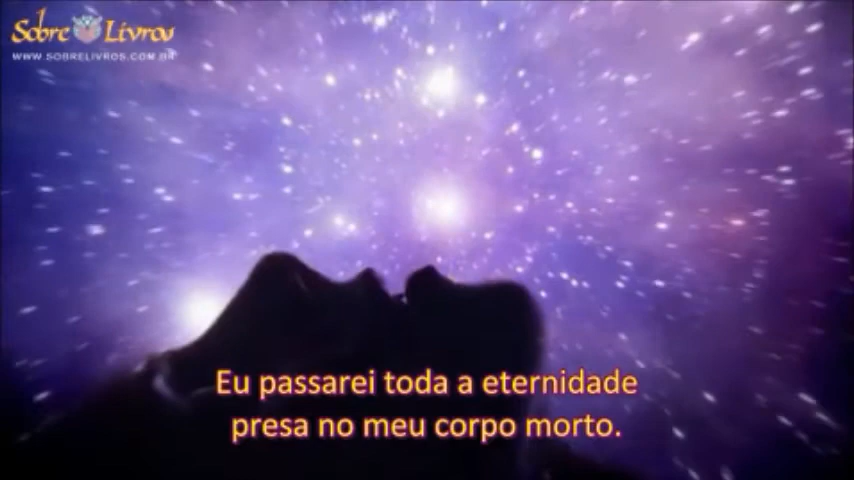 Sobre Livros
WWW.SOBRELIVROS.COM.BR
Eu passarei toda a eternidade
presa no meu corpo morto.